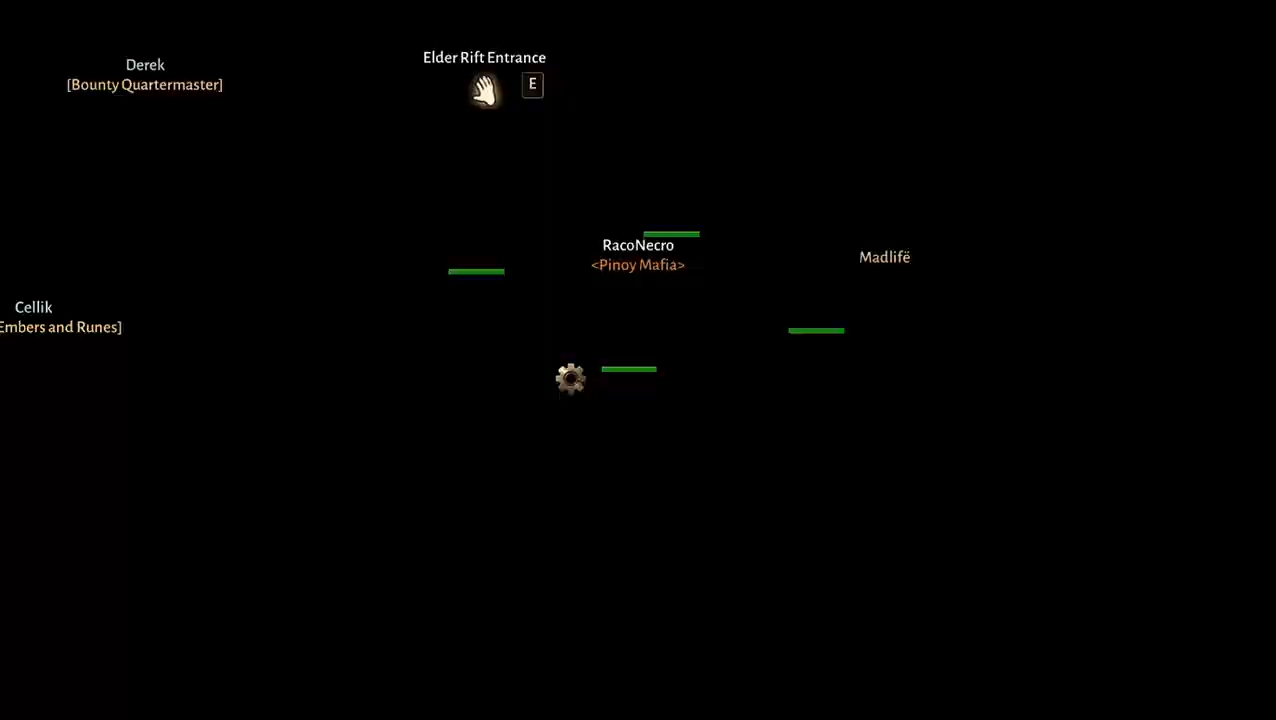 Elder Rift Entrance
E
Derek
[Bounty Quartermaster]
RacoNecro
<Pinoy Mafia>
Madlifë
Cellik
Embers and Runes]